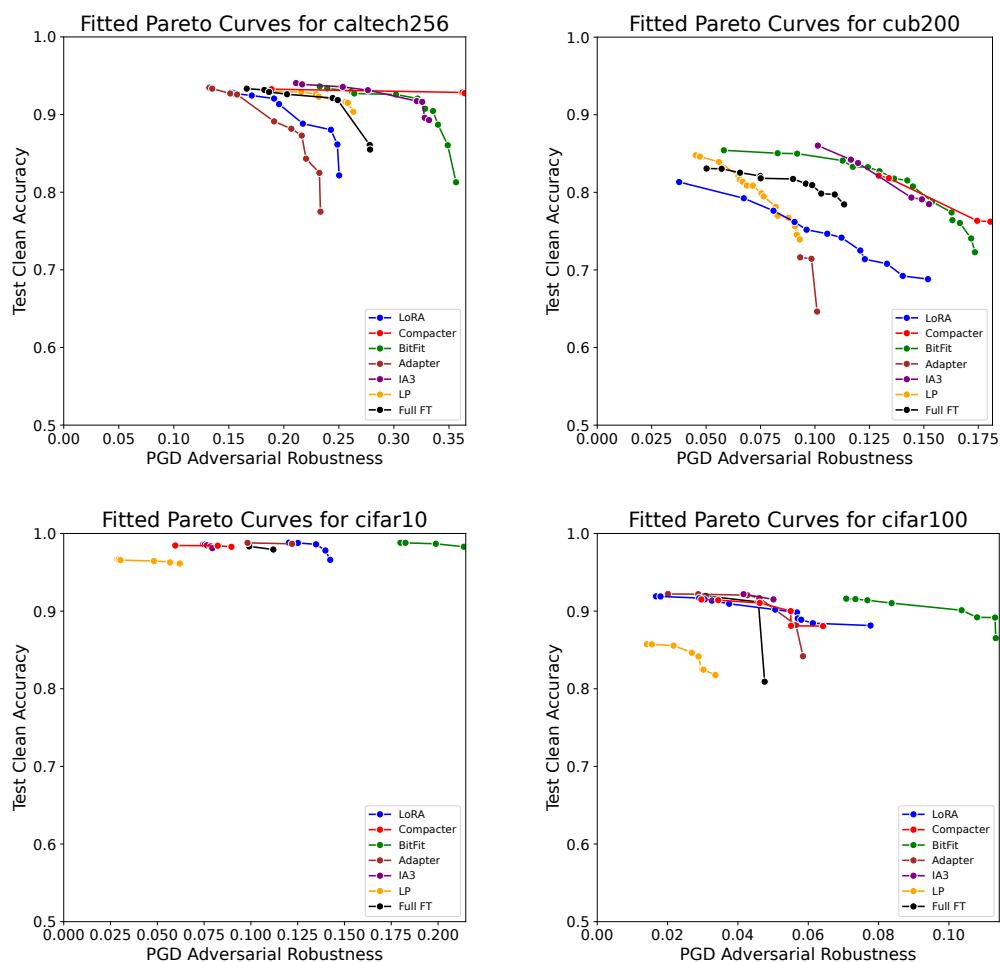 Fitted Pareto Curves for caltech256
1.0
0.9
0.8
0.7
0.6
0.5
Test Clean Accuracy
LoRA
Compacter
BitFit
Adapter
IA3
LP
Full FT
0.00 0.05 0.10 0.15 0.20 0.25 0.30 0.35
PGD Adversarial Robustness
Fitted Pareto Curves for cub200
1.0
0.9
0.8
0.7
0.6
0.5
Test Clean Accuracy
LoRA
Compacter
BitFit
Adapter
IA3
LP
Full FT
0.000 0.025 0.050 0.075 0.100 0.125 0.150 0.175
PGD Adversarial Robustness
Fitted Pareto Curves for cifar10
1.0
0.9
0.8
0.7
0.6
0.5
Test Clean Accuracy
LoRA
Compacter
BitFit
Adapter
IA3
LP
Full FT
0.000 0.025 0.050 0.075 0.100 0.125 0.150 0.175 0.200
PGD Adversarial Robustness
Fitted Pareto Curves for cifar100
1.0
0.9
0.8
0.7
0.6
0.5
Test Clean Accuracy
LoRA
Compacter
BitFit
Adapter
IA3
LP
Full FT
0.00 0.02 0.04 0.06 0.08 0.10
PGD Adversarial Robustness